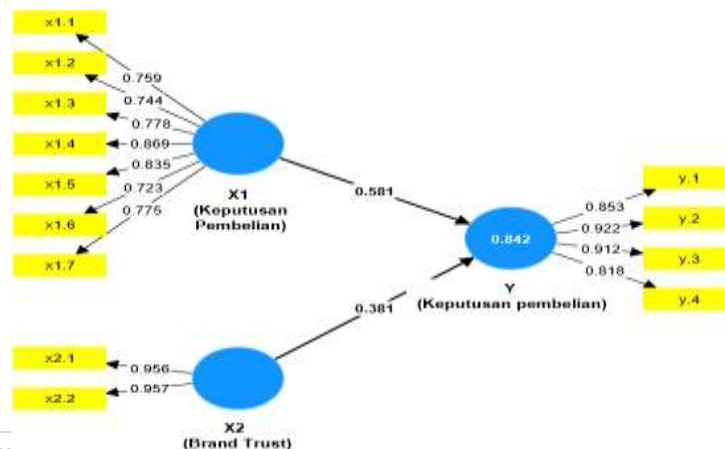 x1.1
x1.2
x1.3
x1.4
x1.5
x1.6
x1.7
0.759
0.744
0.778
0.869
0.835
0.723
0.775
X1
(Keputusan
Pembelian)
0.581
0.842
Y
(Keputusan pembelian)
0.853
0.922
0.912
0.818
y.1
y.2
y.3
y.4
0.381
x2.1
x2.2
0.956
0.957
X2
(Brand Trust)